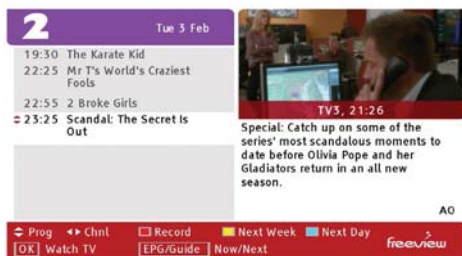 2 Tue 3 Feb
19:30 The Karate Kid
22:25 Mr T's World's Craziest
Fools
22:55 2 Broke Girls
23:25 Scandal: The Secret Is
Out
TV3, 21:26
Special: Catch up on some of the
series' most scandalous moments to
date before Olivia Pope and her
Gladiators return in an all new
season.
AO
Prog Chnl Record Next Week Next Day
OK Watch TV EPG/Guide Now/Next
freeview